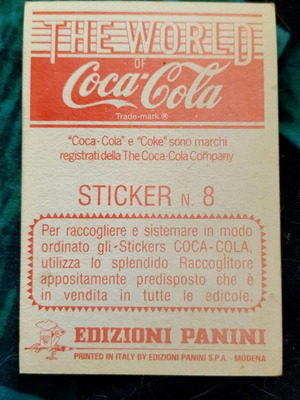 THE WORLD
OF
Coca-Cola
Trade-mark ®
"Coca-Cola" e "Coke" sono marchi
registrati della The Coca-Cola Company
STICKER N. 8
Per raccogliere e sistemare in modo
ordinato gli Stickers COCA-COLA,
utilizza lo splendido Raccoglitore
appositamente predisposto che è
in vendita in tutte le edicole.
EDIZIONI PANINI
PRINTED IN ITALY BY EDIZIONI PANINI S.P.A. - MODENA